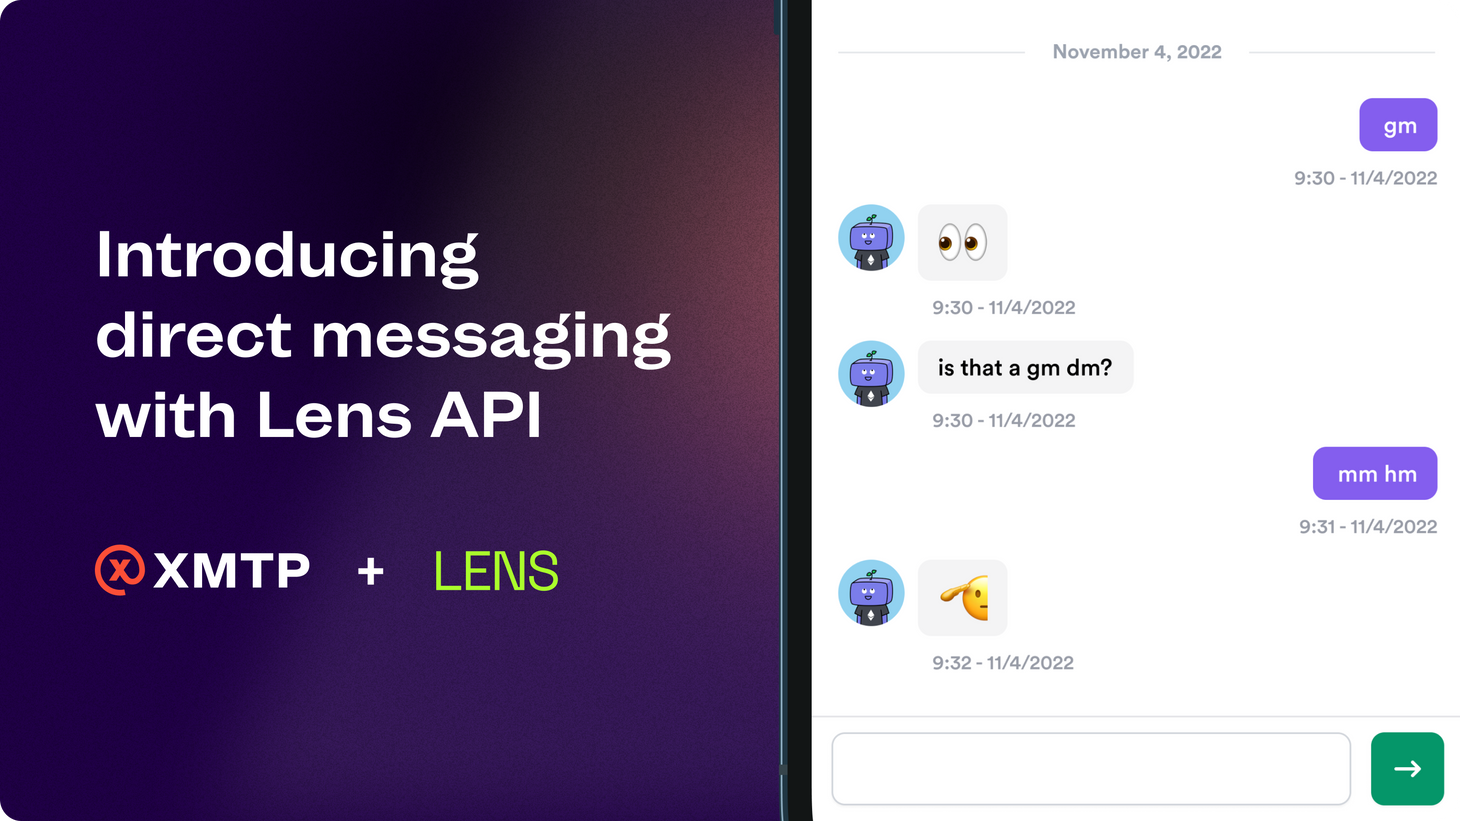 Introducing
direct messaging
with Lens API
XMTP + LENS
November 4, 2022
gm
9:30 - 11/4/2022
👀
9:30 - 11/4/2022
is that a gm dm?
9:30 - 11/4/2022
mm hm
9:31 - 11/4/2022
9:32 - 11/4/2022